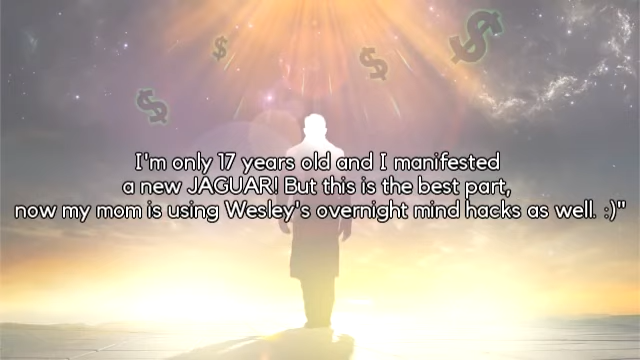 I'm only 17 years old and I manifested
a new JAGUAR! But this is the best part,
now my mom is using Wesley's overnight mind hacks as well. :)"